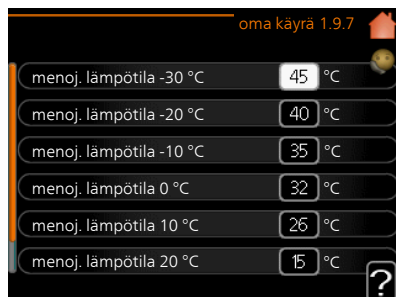 oma käyrä 1.9.7
menoj. lämpötila -30 °C 45 °C
menoj. lämpötila -20 °C 40 °C
menoj. lämpötila -10 °C 35 °C
menoj. lämpötila 0 °C 32 °C
menoj. lämpötila 10 °C 26 °C
menoj. lämpötila 20 °C 15 °C
?